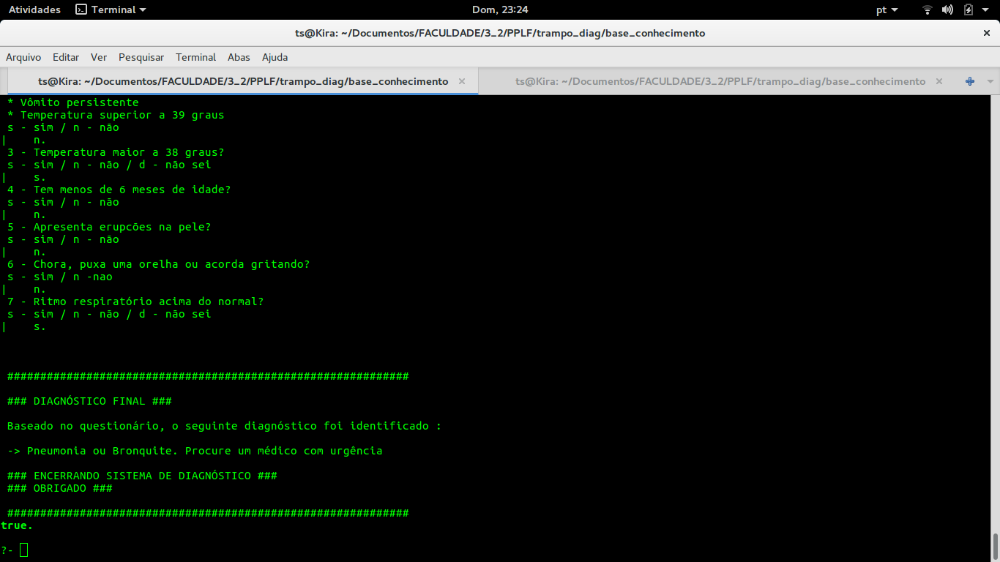 Atividades Terminal Dom, 23:24 pt
ts@Kira: ~/Documentos/FACULDADE/3_2/PPLF/trampo_diag/base_conhecimento ×
Arquivo Editar Ver Pesquisar Terminal Abas Ajuda
ts@Kira: ~/Documentos/FACULDADE/3_2/PPLF/trampo_diag/base_conhecimento × ts@Kira: ~/Documentos/FACULDADE/3_2/PPLF/trampo_diag/base_conhecimento ×
* Vômito persistente
* Temperatura superior a 39 graus
s - sim / n - não
| n.
3 - Temperatura maior a 38 graus?
s - sim / n - não / d - não sei
| s.
4 - Tem menos de 6 meses de idade?
s - sim / n - não
| n.
5 - Apresenta erupcões na pele?
s - sim / n - não
| n.
6 - Chora, puxa uma orelha ou acorda gritando?
s - sim / n -nao
| n.
7 - Ritmo respiratório acima do normal?
s - sim / n - não / d - não sei
| s.
#############################################################
### DIAGNÓSTICO FINAL ###
Baseado no questionário, o seguinte diagnóstico foi identificado :
-> Pneumonia ou Bronquite. Procure um médico com urgência
### ENCERRANDO SISTEMA DE DIAGNÓSTICO ###
### OBRIGADO ###
#############################################################
true.
?-